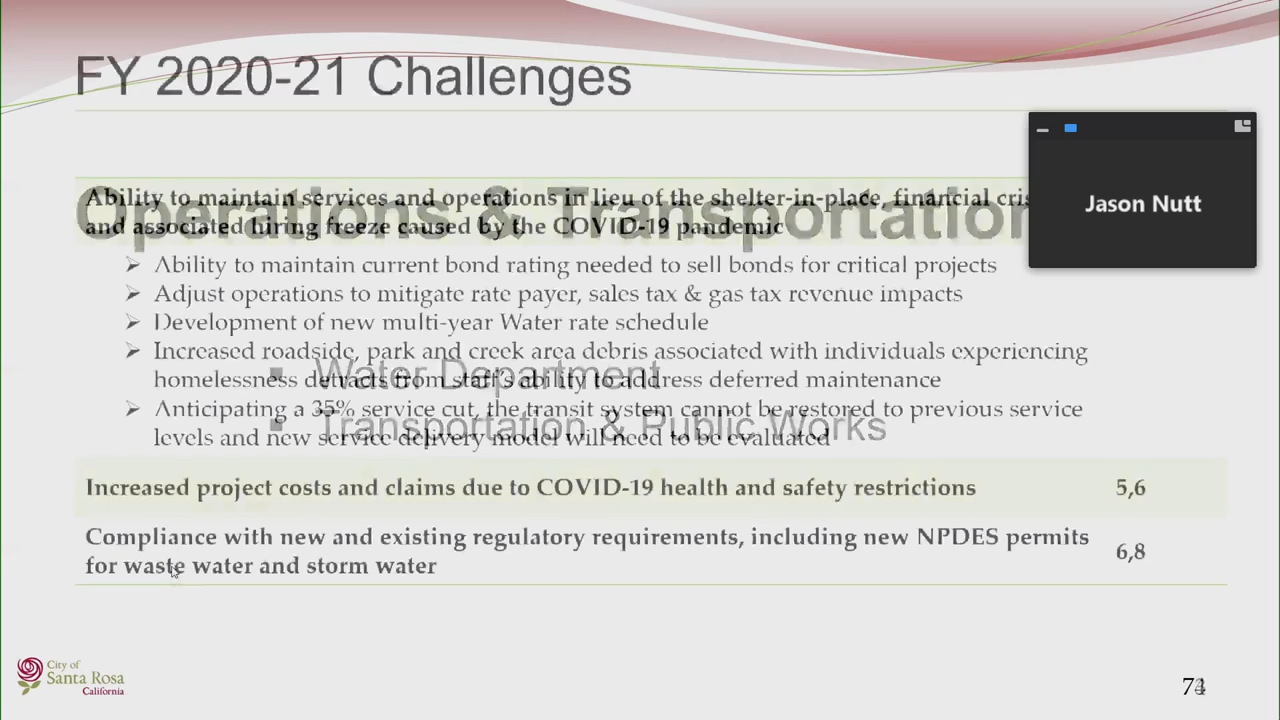 FY 2020-21 Challenges
Ability to maintain services and operations in lieu of the shelter-in-place, financial
and associated hiring freeze caused by the COVID-19 pandemic
Operations & Transportation
Jason Nutt
➢ Ability to maintain current bond rating needed to sell bonds for critical projects
➢ Adjust operations to mitigate rate payer, sales tax & gas tax revenue impacts
➢ Development of new multi-year Water rate schedule
➢ Increased roadside, park and creek area debris associated with individuals experiencing
homelessness detracts from staff's ability to address deferred maintenance
▪ Water Department
➢ Anticipating a 35% service cut, the transit system cannot be restored to previous service
levels and new service delivery model will need to be evaluated
▪ Transportation & Public Works
Increased project costs and claims due to COVID-19 health and safety restrictions 5,6
Compliance with new and existing regulatory requirements, including new NPDES permits
for waste water and storm water 6,8
City of
Santa Rosa
California